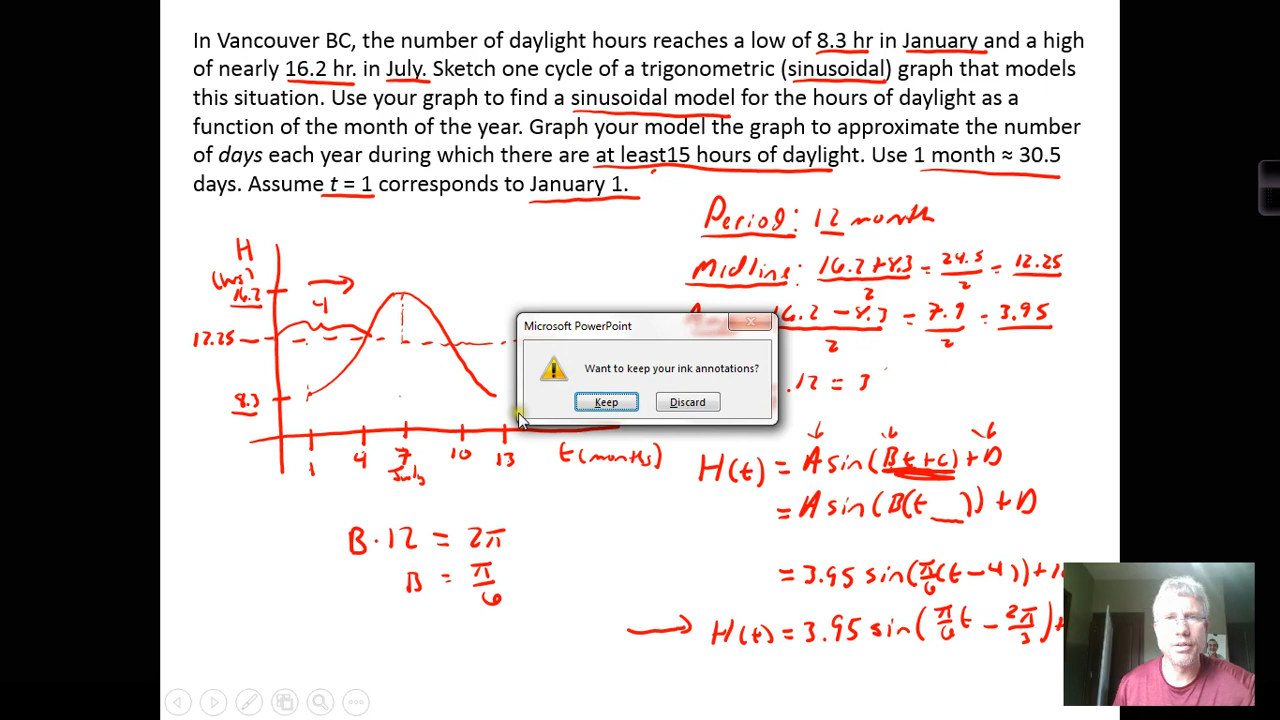 In Vancouver BC, the number of daylight hours reaches a low of 8.3 hr in January and a high
of nearly 16.2 hr. in July. Sketch one cycle of a trigonometric (sinusoidal) graph that models
this situation. Use your graph to find a sinusoidal model for the hours of daylight as a
function of the month of the year. Graph your model the graph to approximate the number
of days each year during which there are at least15 hours of daylight. Use 1 month ≈ 30.5
days. Assume t = 1 corresponds to January 1.
Period: 12 month
Midline: 16.2+8.3/2 = 24.5/2 = 12.25
16.2 - 8.3/2 = 7.9/2 = 3.95
.12 = 3
H
(hrs)
16.2
4
12.25
8.3
1 4 7 10 13 t(months)
July
Microsoft PowerPoint
Want to keep your ink annotations?
Keep Discard
H(t) = A sin(Bt+C)+D
= A sin(B(t __)) + D
B·12 = 2π
B = π/6
= 3.95 sin(π/6(t-4))+
H(t) = 3.95 sin(π/6 t - 2π/3)